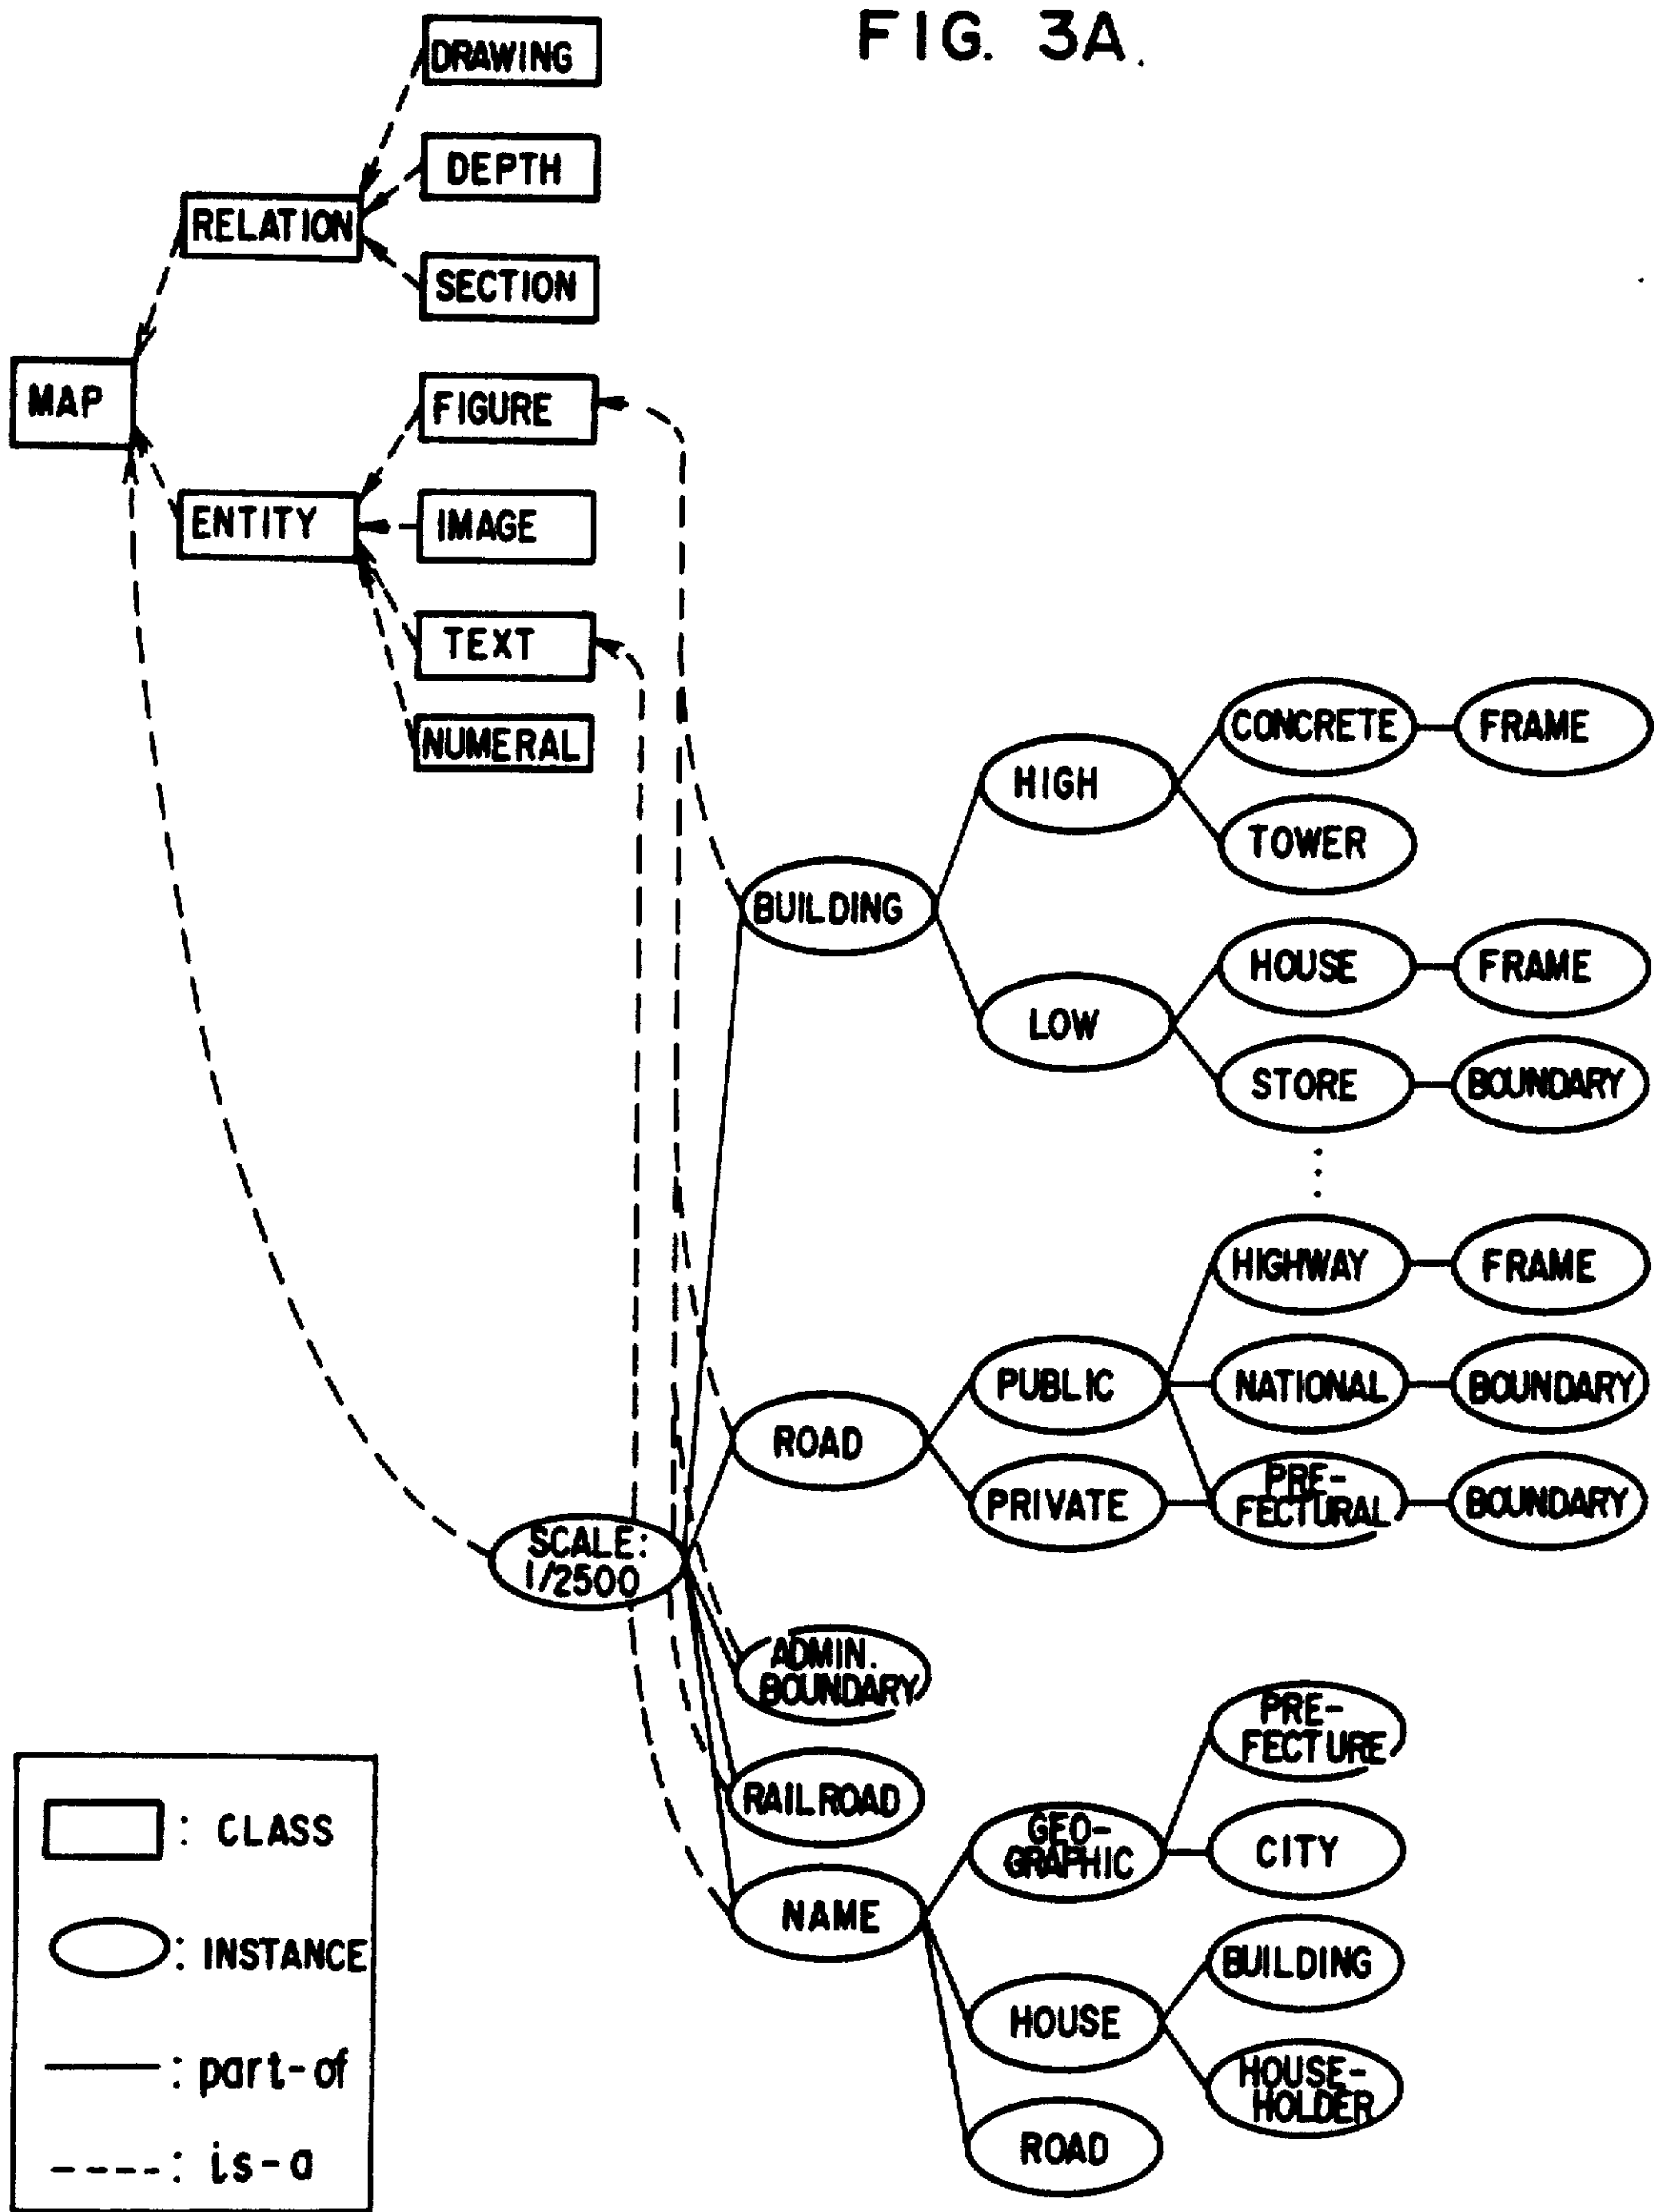 FIG. 3A.
DRAWING
DEPTH
RELATION
SECTION
MAP
FIGURE
ENTITY
IMAGE
TEXT
NUMERAL
CONCRETE
FRAME
HIGH
TOWER
BUILDING
HOUSE
FRAME
LOW
STORE
BOUNDARY
HIGHWAY
FRAME
PUBLIC
NATIONAL
BOUNDARY
ROAD
PRIVATE
PRE-
FECTURAL
BOUNDARY
SCALE:
1/2500
ADMIN.
BOUNDARY
PRE-
FECTURE
RAILROAD
GEO-
GRAPHIC
CITY
NAME
BUILDING
HOUSE
HOUSE-
HOLDER
ROAD
: CLASS
: INSTANCE
: part-of
: is-a